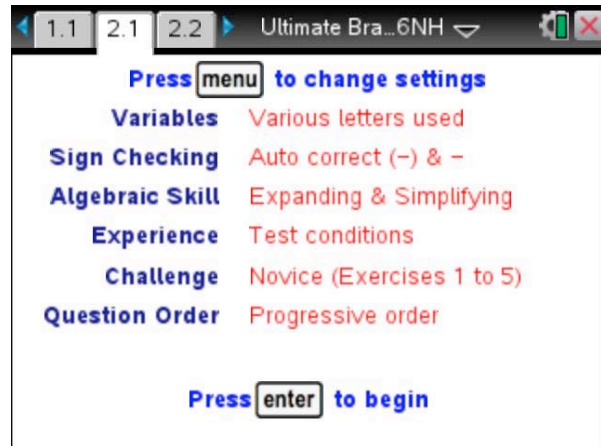 1.1 2.1 2.2 Ultimate Bra...6NH
Press menu to change settings
Variables Various letters used
Sign Checking Auto correct (−) & −
Algebraic Skill Expanding & Simplifying
Experience Test conditions
Challenge Novice (Exercises 1 to 5)
Question Order Progressive order
Press enter to begin